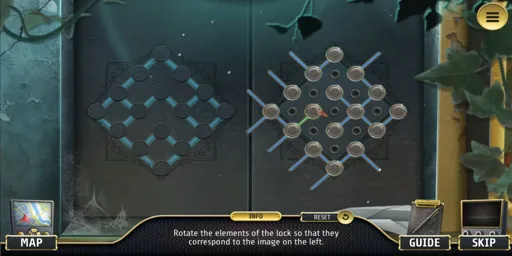 INFO
RESET
Rotate the elements of the lock so that they
correspond to the image on the left.
MAP
GUIDE
SKIP